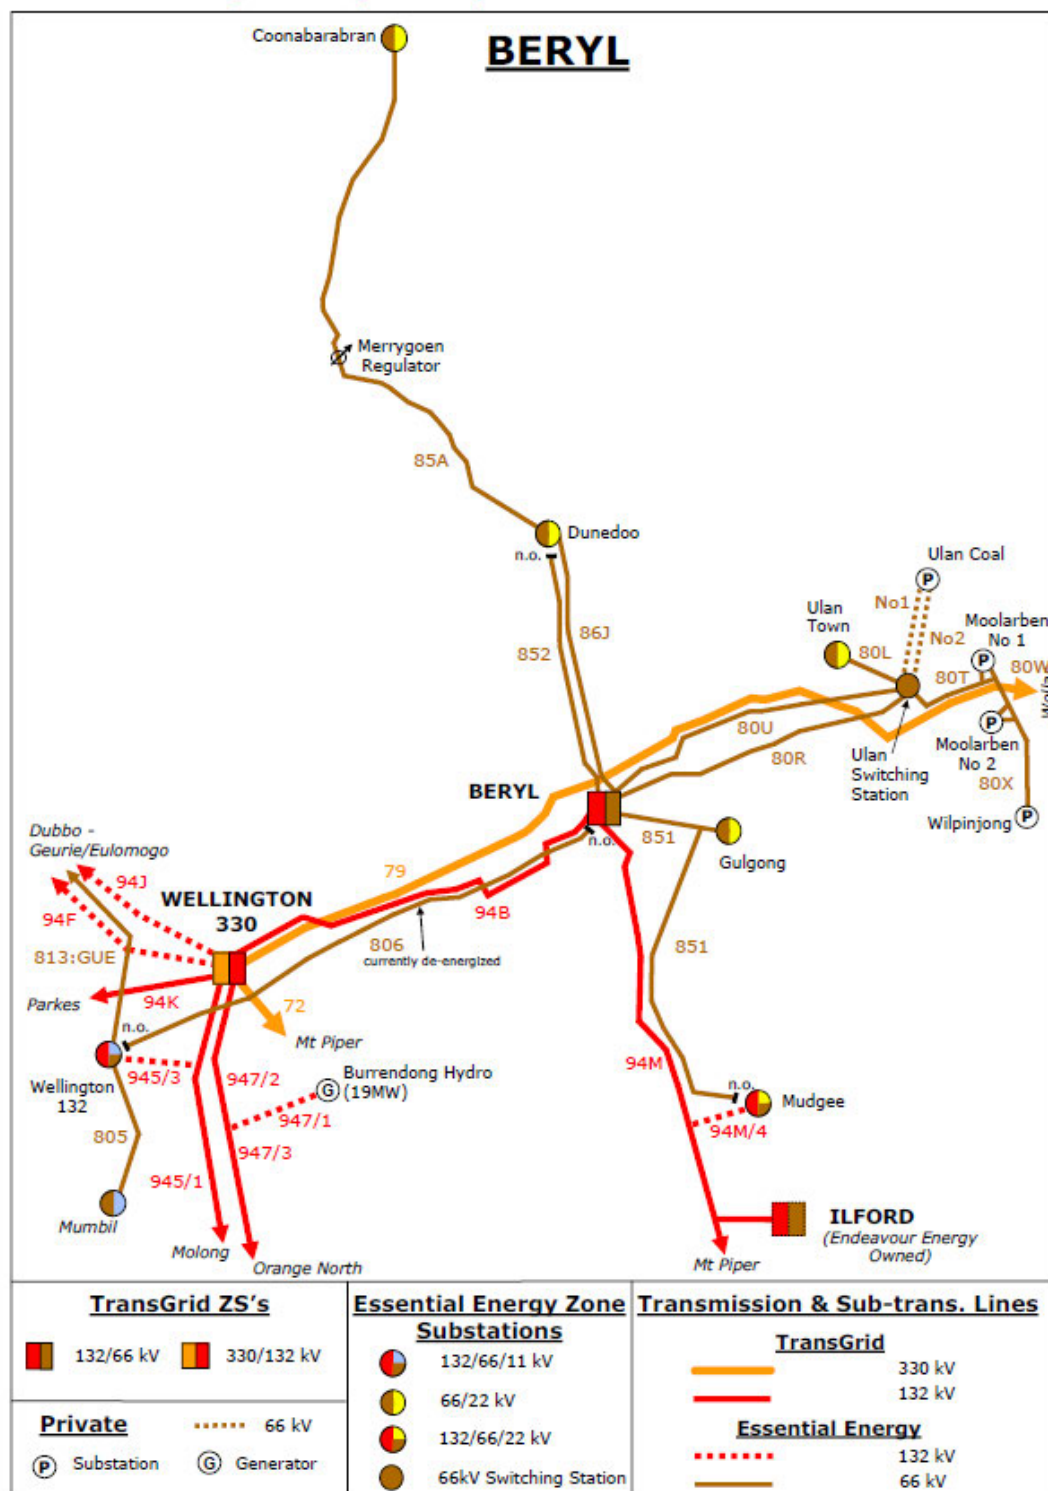 BERYL
Coonabarabran
Merrygoen
Regulator
85A
Dunedoo
n.o.
86J
852
Ulan Coal
No1
No2
Ulan
Town
80L
Moolarben
No 1
80T
80W
80U
80R
Ulan
Switching
Station
Moolarben
No 2
80X
Wilpinjong
P
P
P
BERYL
n.o.
851
Gulgong
851
Dubbo -
Geurie/Eulomogo
94J
94F
813:GUE
WELLINGTON
330
79
94B
806
currently de-energized
Parkes
94K
72
Mt Piper
n.o.
Wellington
132
945/3
947/2
G
Burrendong Hydro
(19MW)
947/1
947/3
805
945/1
Mumbil
Molong
Orange North
94M
n.o.
Mudgee
94M/4
ILFORD
(Endeavour Energy
Owned)
Mt Piper
TransGrid ZS's
132/66 kV
330/132 kV
Private
66 kV
P
Substation
G
Generator
Essential Energy Zone
Substations
132/66/11 kV
66/22 kV
132/66/22 kV
66kV Switching Station
Transmission & Sub-trans. Lines
TransGrid
330 kV
132 kV
Essential Energy
132 kV
66 kV